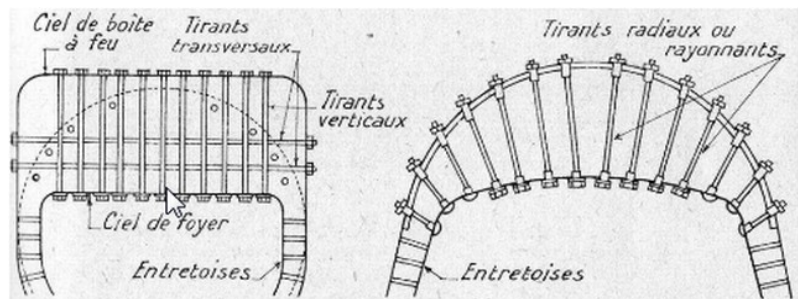 Ciel de boîte
à feu
Tirants
transversaux
Tirants
verticaux
Ciel de foyer
Entretoises
Tirants radiaux ou
rayonnants
Entretoises